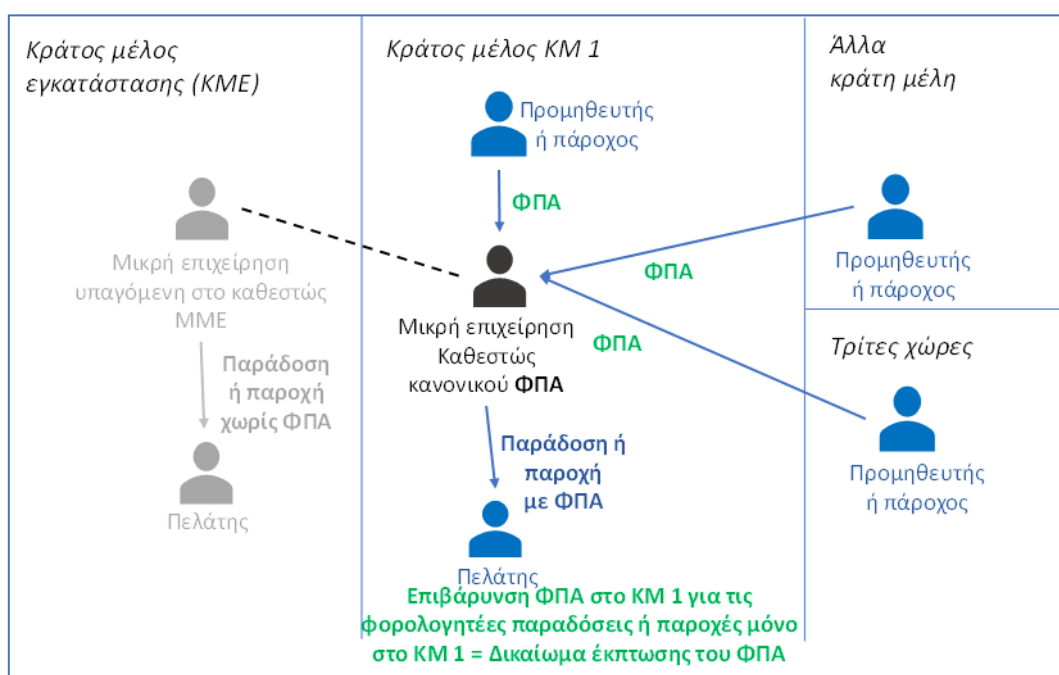 Κράτος μέλος
εγκατάστασης (ΚΜΕ)
Μικρή επιχείρηση
υπαγόμενη στο καθεστώς
ΜΜΕ
Παράδοση
ή παροχή
χωρίς ΦΠΑ
Πελάτης
Κράτος μέλος ΚΜ 1
Προμηθευτής
ή πάροχος
ΦΠΑ
ΦΠΑ
ΦΠΑ
Μικρή επιχείρηση
Καθεστώς
κανονικού ΦΠΑ
Παράδοση ή
παροχή
με ΦΠΑ
Πελάτης
Επιβάρυνση ΦΠΑ στο ΚΜ 1 για τις
φορολογητέες παραδόσεις ή παροχές μόνο
στο ΚΜ 1 = Δικαίωμα έκπτωσης του ΦΠΑ
Άλλα
κράτη μέλη
Προμηθευτής
ή πάροχος
Τρίτες χώρες
Προμηθευτής
ή πάροχος